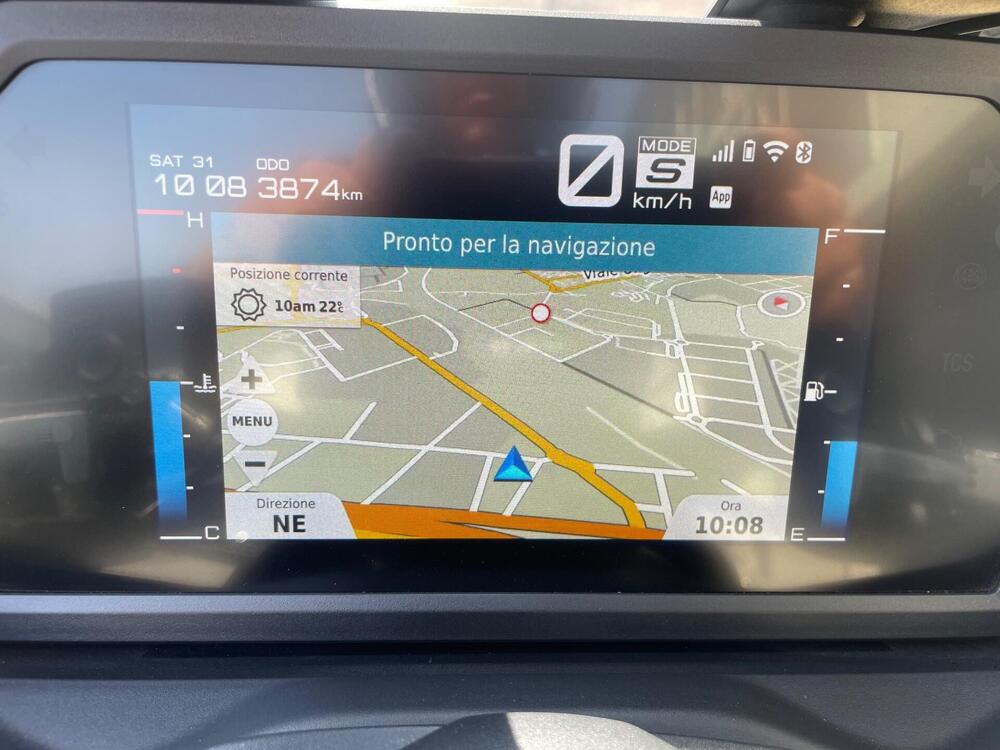 SAT 31
ODO
10 08 3874km
0
MODE
S
km/h
App
H
F
Pronto per la navigazione
Posizione corrente
10am 22°c
+
MENU
-
TCS
Direzione
NE
Ora
10:08
C
E